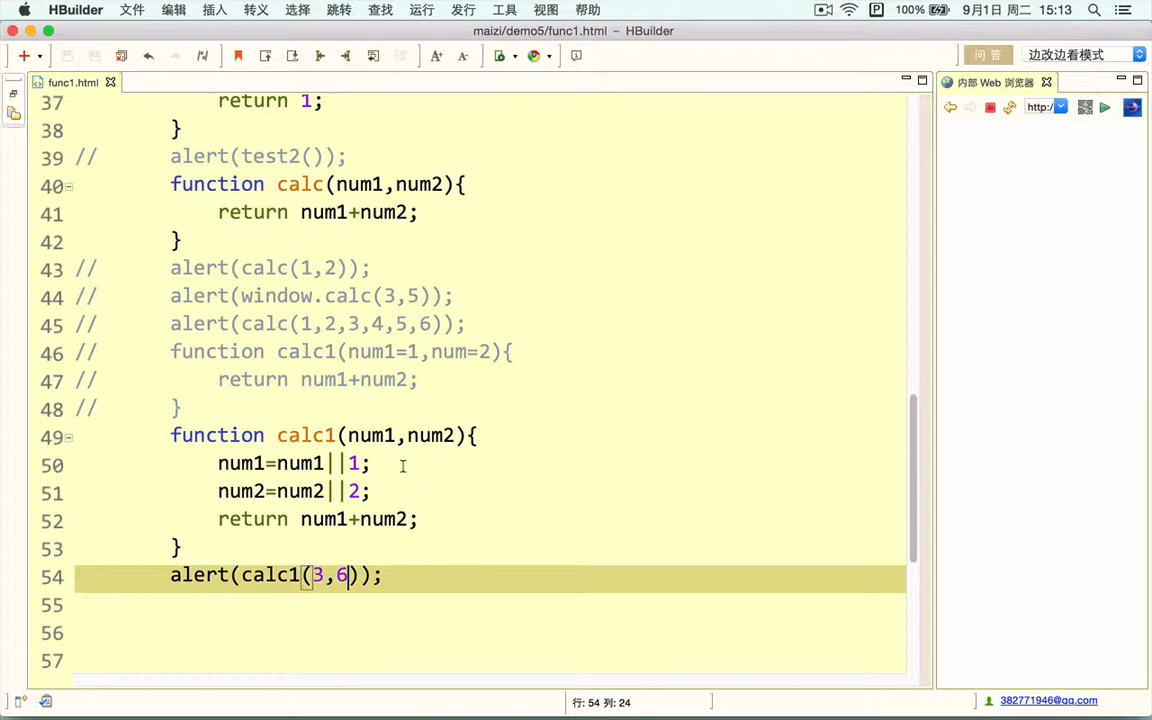 HBuilder 文件 编辑 插入 转义 选择 跳转 查找 运行 发行 工具 视图 帮助 100% 9月1日 周二 15:13
maizi/demo5/func1.html – HBuilder
问 答 边改边看模式
func1.html 内部 Web 浏览器
http:/
37 return 1;
38 }
39 // alert(test2());
40 function calc(num1,num2){
41 return num1+num2;
42 }
43 // alert(calc(1,2));
44 // alert(window.calc(3,5));
45 // alert(calc(1,2,3,4,5,6));
46 // function calc1(num1=1,num=2){
47 // return num1+num2;
48 // }
49 function calc1(num1,num2){
50 num1=num1||1;
51 num2=num2||2;
52 return num1+num2;
53 }
54 alert(calc1(3,6));
55
56
57
行: 54 列: 24 382771946@qq.com